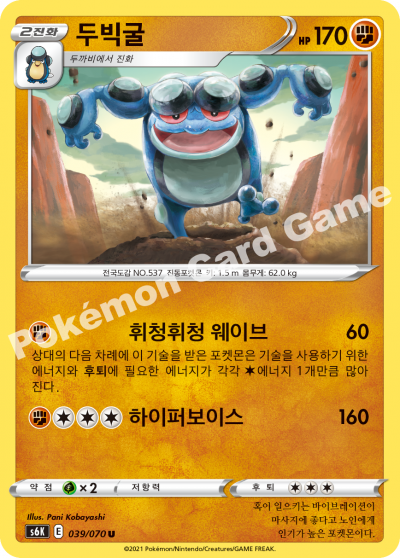 2진화
두빅굴
HP 170
두까비에서 진화
전국도감 NO.537 진동포켓몬 키: 1.5 m 몸무게: 62.0 kg
Pokémon Card Game
휘청휘청 웨이브 60
상대의 다음 차례에 이 기술을 받은 포켓몬은 기술을 사용하기 위한
에너지와 후퇴에 필요한 에너지가 각각 에너지 1개만큼 많아
진다.
하이퍼보이스 160
약점 ×2 저항력 후퇴
Illus. Pani Kobayashi
s6K E 039/070 U
혹이 일으키는 바이브레이션이
마사지에 좋다고 노인에게
인기가 높은 포켓몬이다.
©2021 Pokémon/Nintendo/Creatures/GAME FREAK.